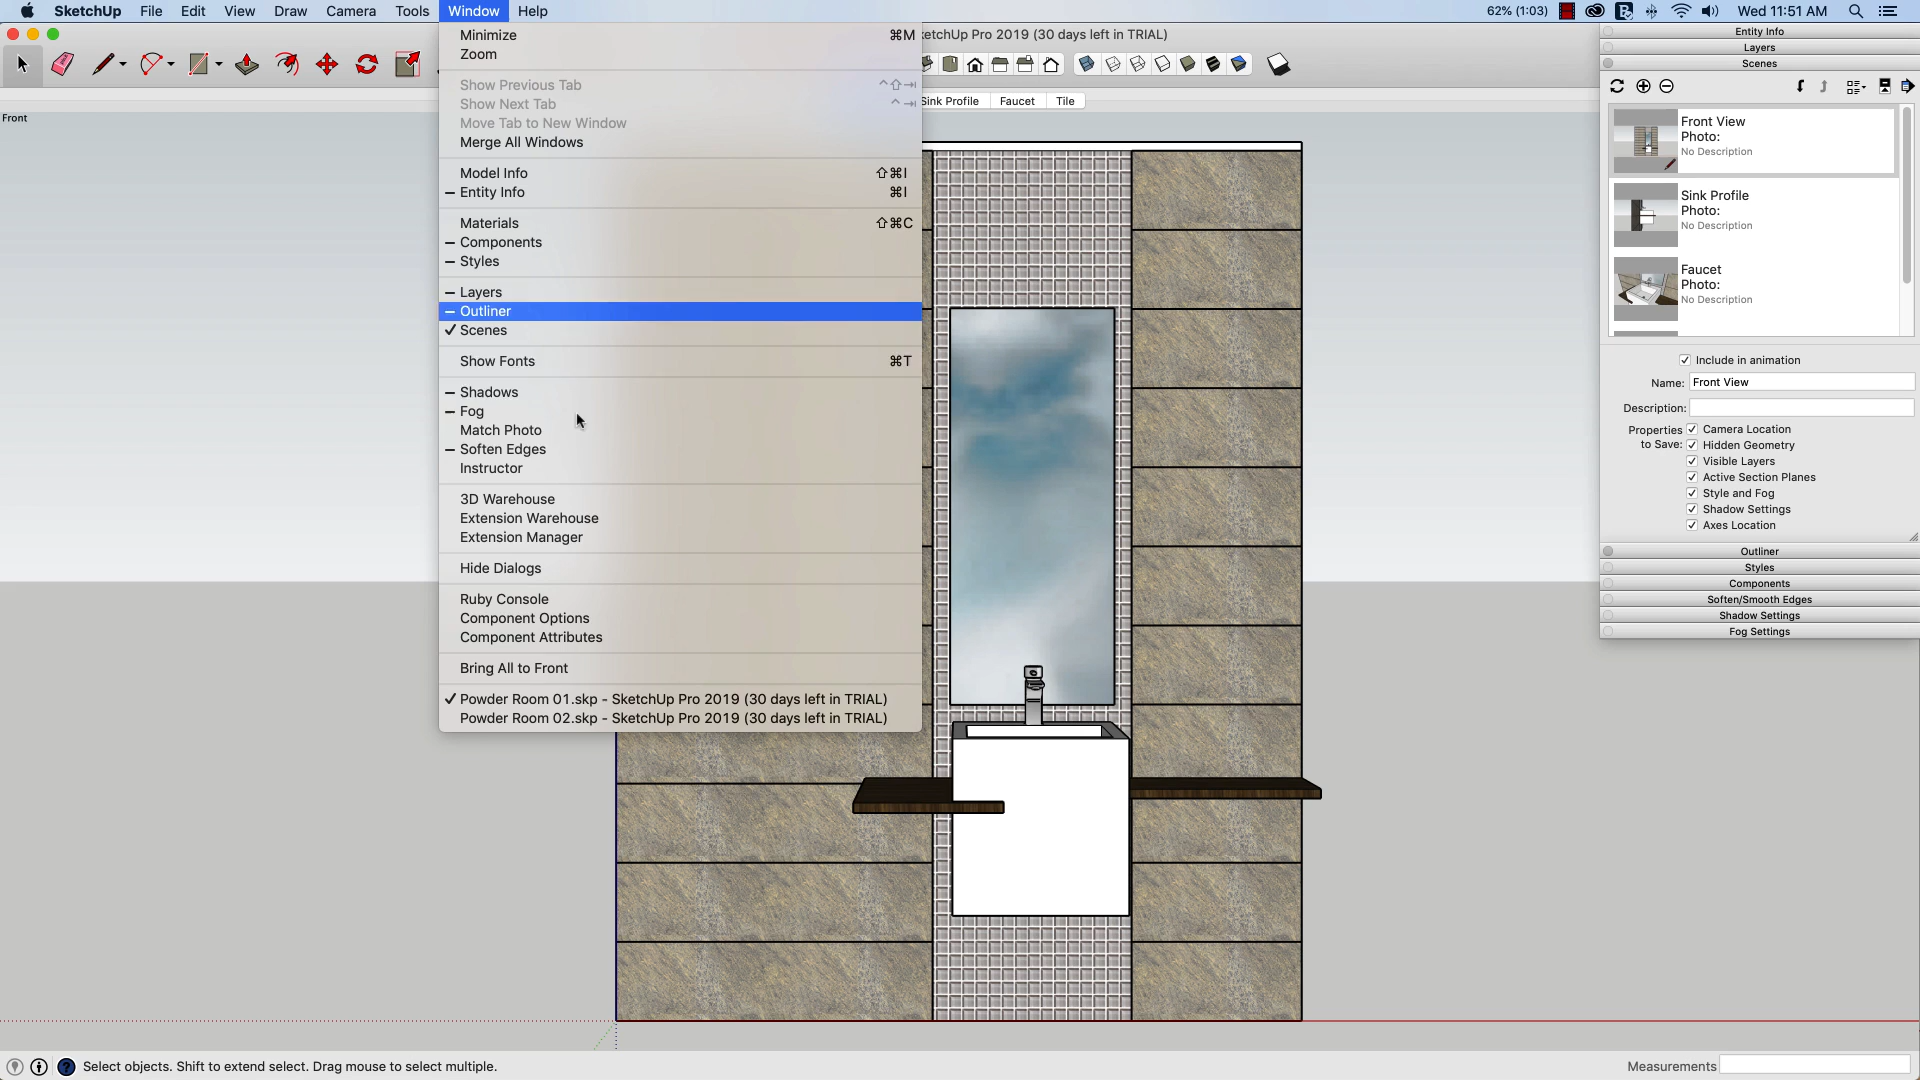 SketchUp File Edit View Draw Camera Tools Window Help
62% (1:03) Wed 11:51 AM
etchUp Pro 2019 (30 days left in TRIAL)
Minimize ⌘M
Zoom
Show Previous Tab ^⇧⇥
Show Next Tab ^⇥
Move Tab to New Window
Merge All Windows
Model Info ⇧⌘I
Entity Info ⌘I
Materials ⇧⌘C
Components
Styles
Layers
Outliner
Scenes
Show Fonts ⌘T
Shadows
Fog
Match Photo
Soften Edges
Instructor
3D Warehouse
Extension Warehouse
Extension Manager
Hide Dialogs
Ruby Console
Component Options
Component Attributes
Bring All to Front
Powder Room 01.skp - SketchUp Pro 2019 (30 days left in TRIAL)
Powder Room 02.skp - SketchUp Pro 2019 (30 days left in TRIAL)
Sink Profile Faucet Tile
Front
Entity Info
Layers
Scenes
Front View
Photo:
No Description
Sink Profile
Photo:
No Description
Faucet
Photo:
No Description
Include in animation
Name: Front View
Description:
Properties to Save:
Camera Location
Hidden Geometry
Visible Layers
Active Section Planes
Style and Fog
Shadow Settings
Axes Location
Outliner
Styles
Components
Soften/Smooth Edges
Shadow Settings
Fog Settings
Select objects. Shift to extend select. Drag mouse to select multiple.
Measurements